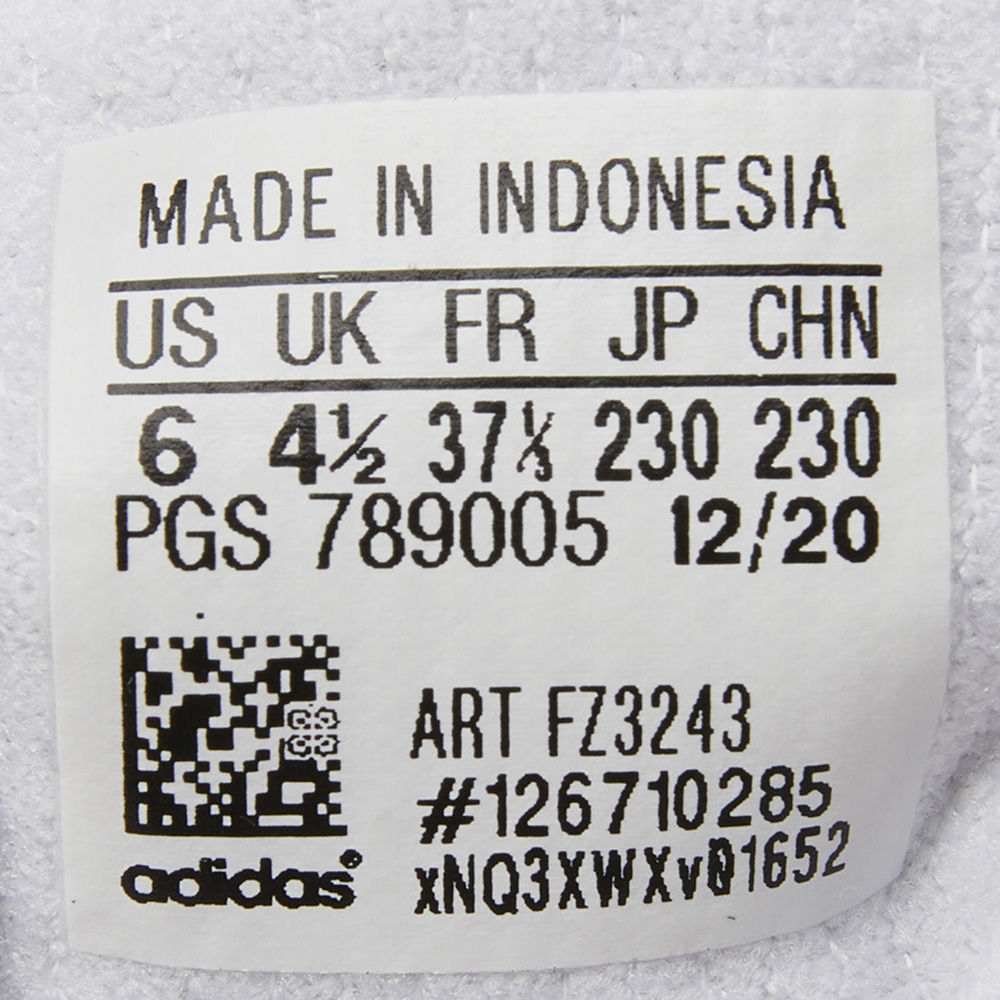 MADE IN INDONESIA
US UK FR JP CHN
6 4½ 37⅓ 230 230
PGS 789005 12/20
ART FZ3243
#126710285
adidas®